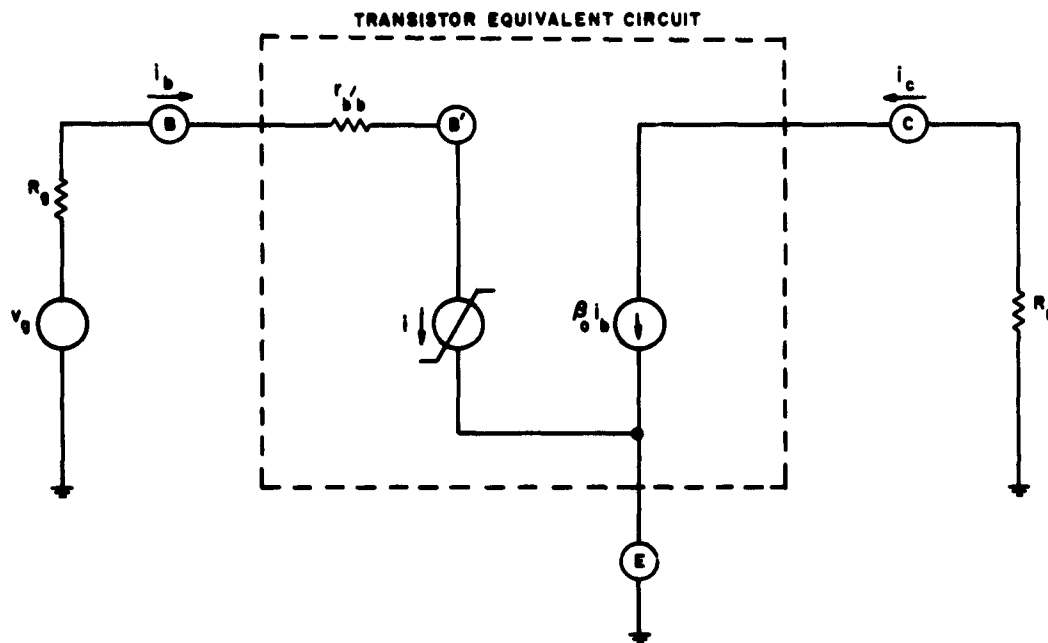 TRANSISTOR EQUIVALENT CIRCUIT
i_b
r_b'b
i_c
B
B'
C
R_g
v_g
i
β_o i_b
E